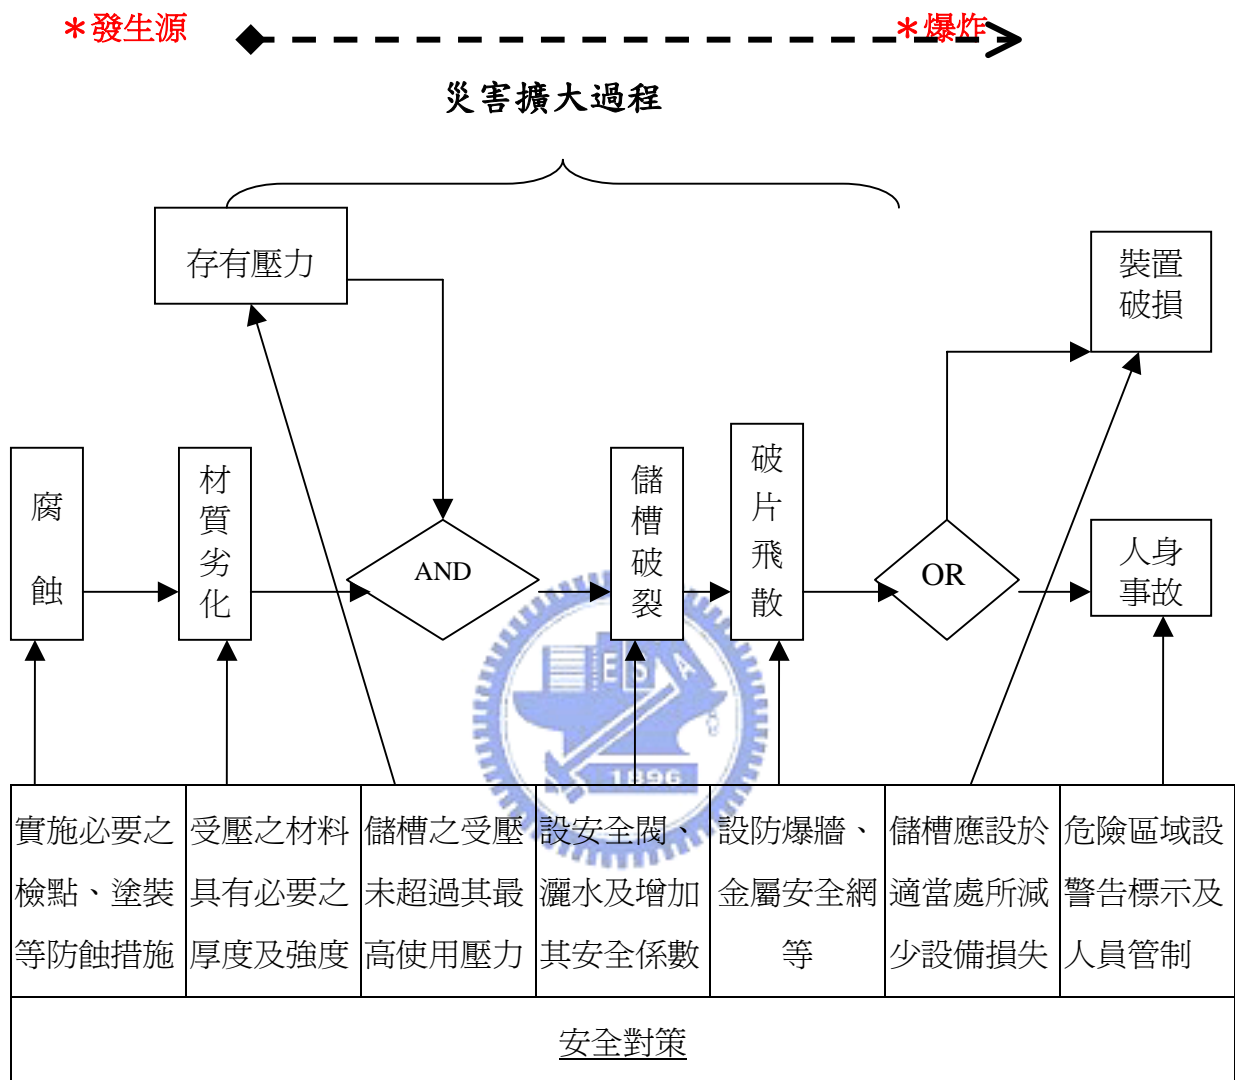 ＊發生源
＊爆炸
災害擴大過程
存有壓力
裝置
破損
腐
蝕
材
質
劣
化
AND
儲
槽
破
裂
破
片
飛
散
OR
人身
事故
E S A
1896
實施必要之
檢點、塗裝
等防蝕措施
受壓之材料
具有必要之
厚度及強度
儲槽之受壓
未超過其最
高使用壓力
設安全閥、
灑水及增加
其安全係數
設防爆牆、
金屬安全網
等
儲槽應設於
適當處所減
少設備損失
危險區域設
警告標示及
人員管制
安全對策